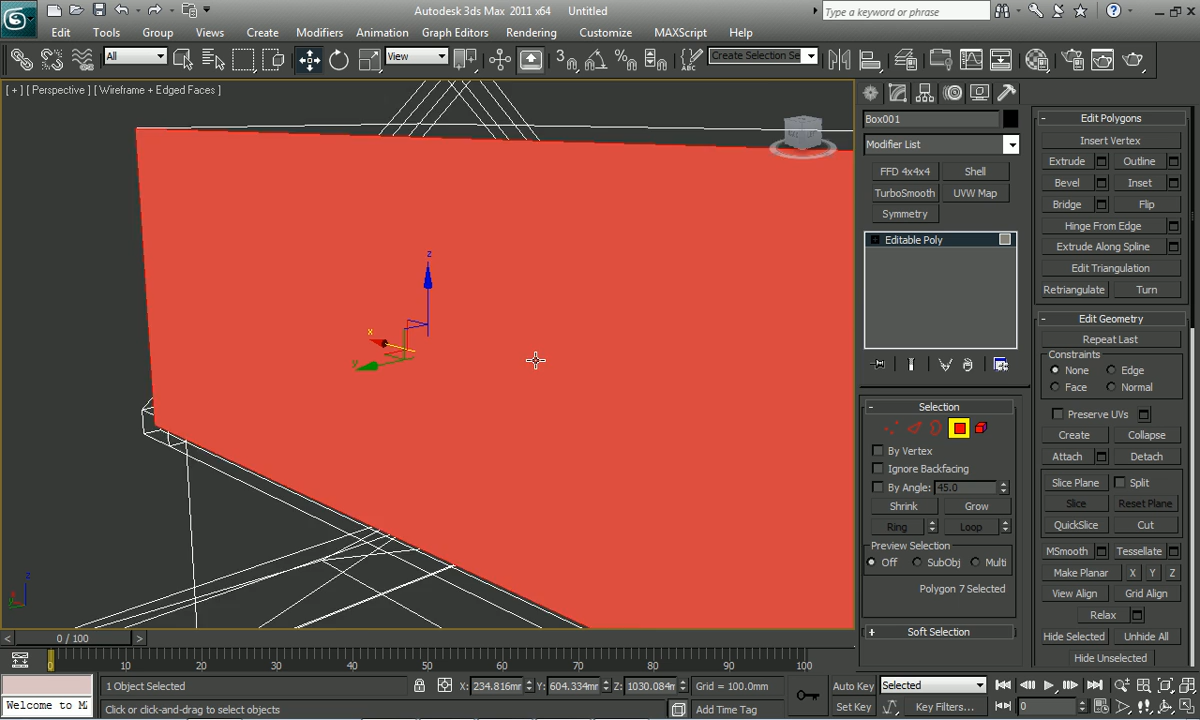 Autodesk 3ds Max 2011 x64 Untitled
Type a keyword or phrase
Edit Tools Group Views Create Modifiers Animation Graph Editors Rendering Customize MAXScript Help
All View Create Selection Se
[ + ] [ Perspective ] [ Wireframe + Edged Faces ]
z
x
y
z
0 / 100
0 10 20 30 40 50 60 70 80 90 100
Welcome to M
1 Object Selected
X: 234.816mm Y: 604.334mm Z: 1030.084m
Grid = 100.0mm
Click or click-and-drag to select objects
Add Time Tag
Auto Key Selected
Set Key Key Filters...
0
Box001
Modifier List
FFD 4x4x4 Shell
TurboSmooth UVW Map
Symmetry
Editable Poly
Selection
By Vertex
Ignore Backfacing
By Angle: 45.0
Shrink Grow
Ring Loop
Preview Selection
Off SubObj Multi
Polygon 7 Selected
Soft Selection
Edit Polygons
Insert Vertex
Extrude Outline
Bevel Inset
Bridge Flip
Hinge From Edge
Extrude Along Spline
Edit Triangulation
Retriangulate Turn
Edit Geometry
Repeat Last
Constraints
None Edge
Face Normal
Preserve UVs
Create Collapse
Attach Detach
Slice Plane Split
Slice Reset Plane
QuickSlice Cut
MSmooth Tessellate
Make Planar X Y Z
View Align Grid Align
Relax
Hide Selected Unhide All
Hide Unselected